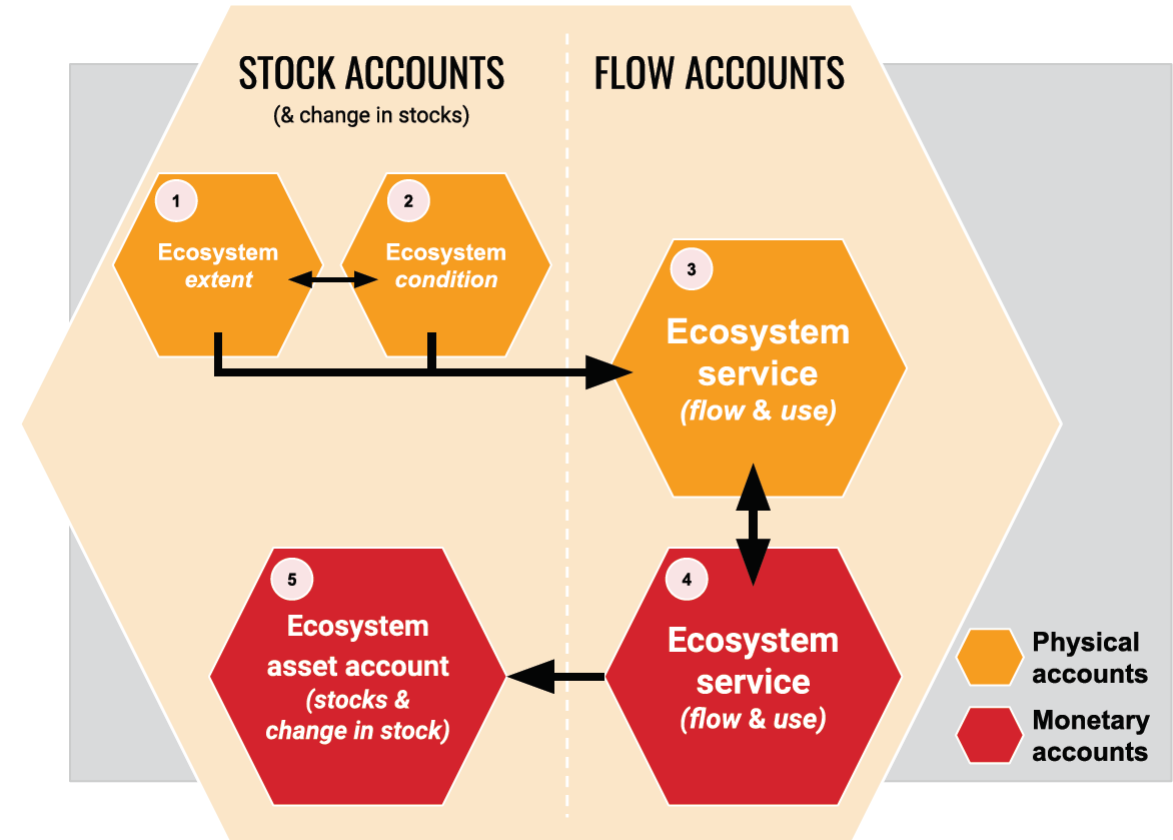 STOCK ACCOUNTS
(& change in stocks)
FLOW ACCOUNTS
1
Ecosystem
extent
2
Ecosystem
condition
3
Ecosystem
service
(flow & use)
4
Ecosystem
service
(flow & use)
5
Ecosystem
asset account
(stocks &
change in stock)
Physical
accounts
Monetary
accounts